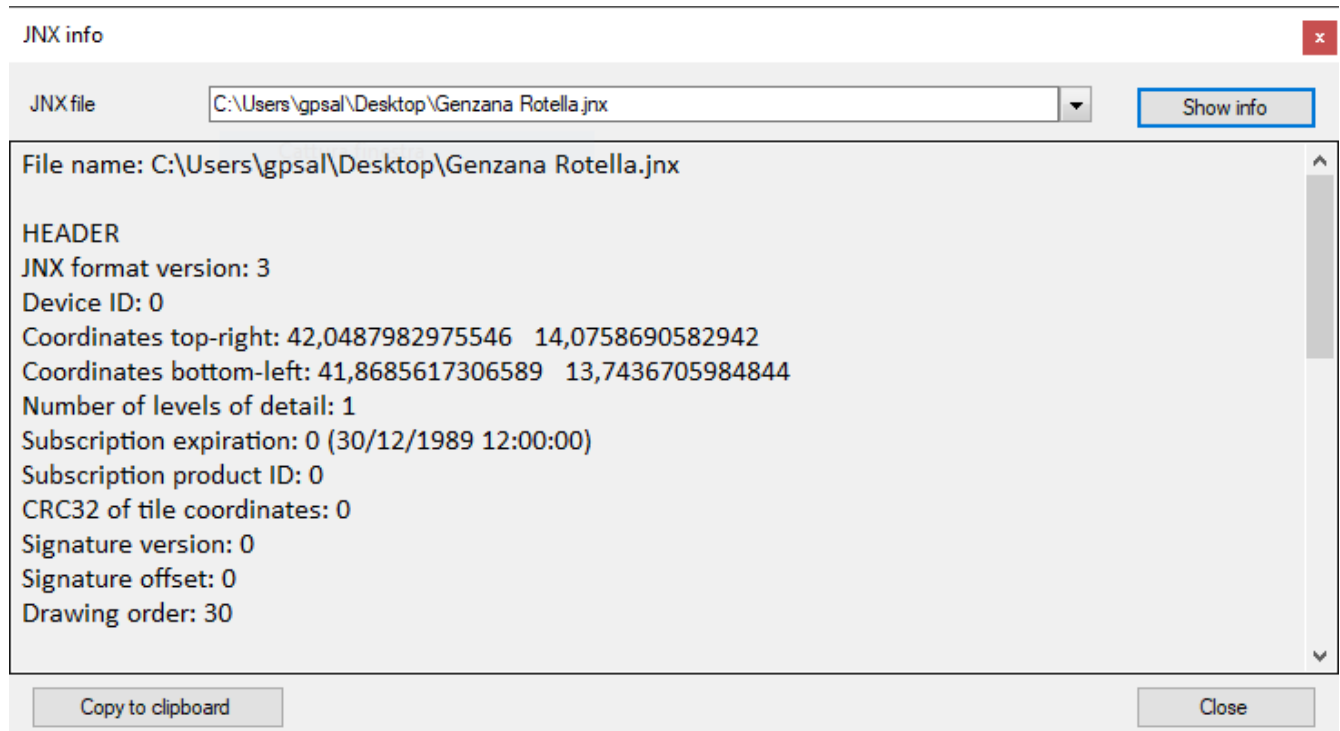 JNX info
x
JNX file
C:\Users\gpsal\Desktop\Genzana Rotella.jnx
Show info
File name: C:\Users\gpsal\Desktop\Genzana Rotella.jnx
HEADER
JNX format version: 3
Device ID: 0
Coordinates top-right: 42,0487982975546   14,0758690582942
Coordinates bottom-left: 41,8685617306589   13,7436705984844
Number of levels of detail: 1
Subscription expiration: 0 (30/12/1989 12:00:00)
Subscription product ID: 0
CRC32 of tile coordinates: 0
Signature version: 0
Signature offset: 0
Drawing order: 30
Copy to clipboard
Close